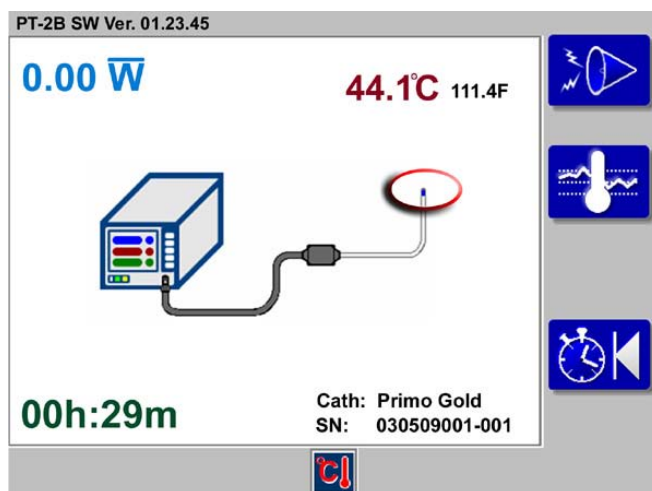 PT-2B SW Ver. 01.23.45
0.00 W̅
44.1°C 111.4F
00h:29m
Cath: Primo Gold
SN: 030509001-001
°C